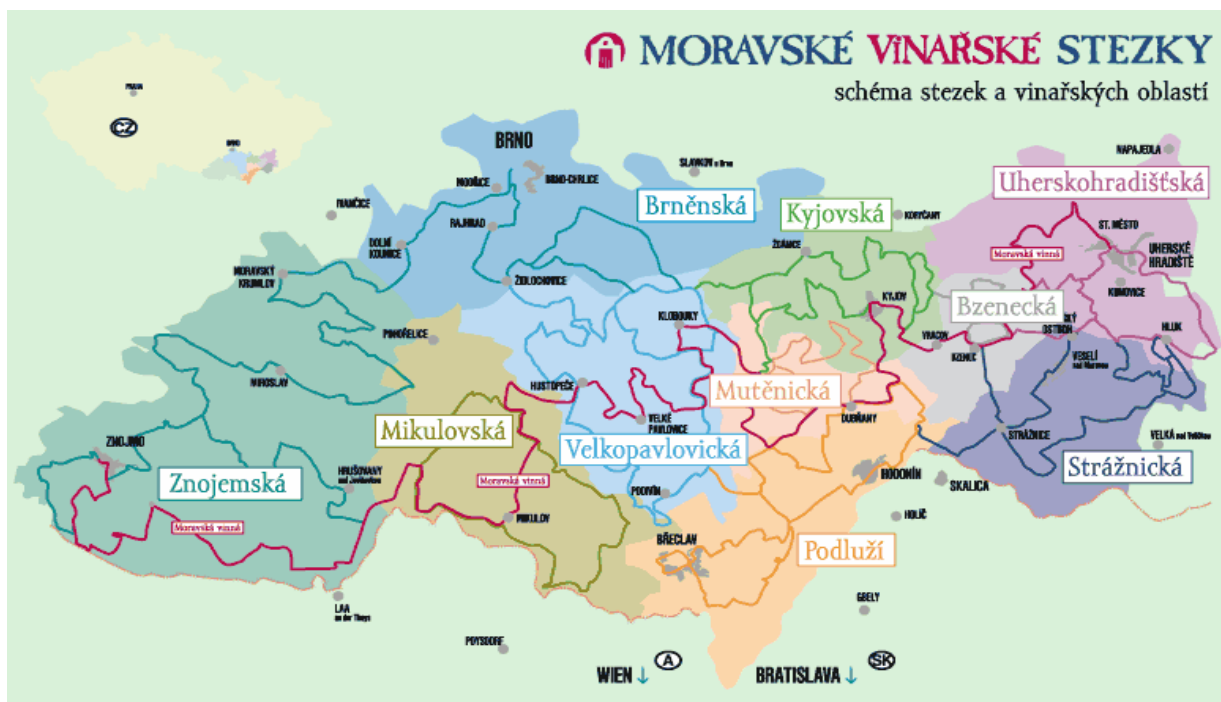 MORAVSKÉ VINAŘSKÉ STEZKY
schéma stezek a vinařských oblastí
PRAHA
CZ
BRNO
BRNO
MODŘICE
BRNO-CHRLICE
SLAVKOV u Brna
NAPAJEDLA
Uherskohradišťská
IVANČICE
RAJHRAD
Brněnská
Kyjovská
KORYČANY
ST. MĚSTO
DOLNÍ
KOUNICE
ŽDÁNICE
Moravská vinná
UHERSKÉ
HRADIŠTĚ
MORAVSKÝ
KRUMLOV
ŽIDLOCHOVICE
KYJOV
Bzenecká
KUNOVICE
KLOBOUKY
OSTROH
HLUK
POHOŘELICE
VRACOV
BZENEC
VESELÍ
nad Moravou
MIROSLAV
HUSTOPEČE
Mutěnická
VELKÉ
PAVLOVICE
DUBŇANY
Mikulovská
STRÁŽNICE
VELKÁ nad Veličkou
ZNOJMO
Velkopavlovická
Strážnická
Znojemská
HRUŠOVANY
nad Jevišovkou
Moravská vinná
HODONÍN
SKALICA
PODIVÍN
Moravská vinná
MIKULOV
HOLÍČ
BŘECLAV
Podluží
LAA
an der Thaya
GBELY
POYSDORF
WIEN ↓
A
BRATISLAVA ↓
SK